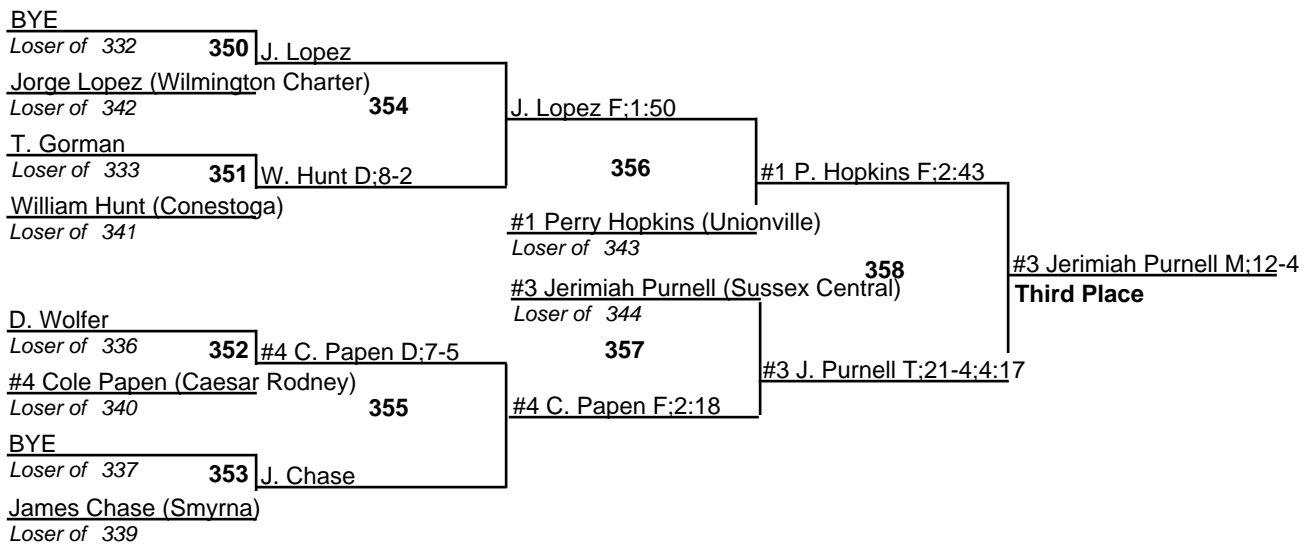 BYE
Loser of 332
350
J. Lopez
Jorge Lopez (Wilmington Charter)
Loser of 342
354
J. Lopez F;1:50
T. Gorman
Loser of 333
351
W. Hunt D;8-2
356
#1 P. Hopkins F;2:43
William Hunt (Conestoga)
Loser of 341
#1 Perry Hopkins (Unionville)
Loser of 343
358
#3 Jerimiah Purnell M;12-4
Third Place
#3 Jerimiah Purnell (Sussex Central)
Loser of 344
D. Wolfer
Loser of 336
352
#4 C. Papen D;7-5
357
#3 J. Purnell T;21-4;4:17
#4 Cole Papen (Caesar Rodney)
Loser of 340
355
#4 C. Papen F;2:18
BYE
Loser of 337
353
J. Chase
James Chase (Smyrna)
Loser of 339